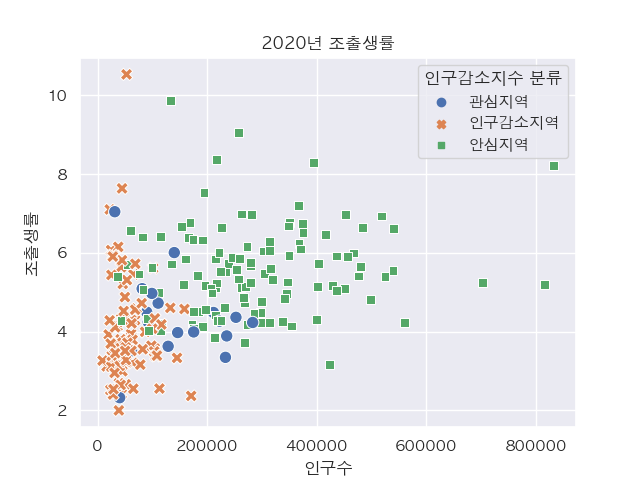 2020년 조출생률
인구감소지수 분류
관심지역
인구감소지역
안심지역
조출생률
10
8
6
4
2
0
200000
400000
600000
800000
인구수